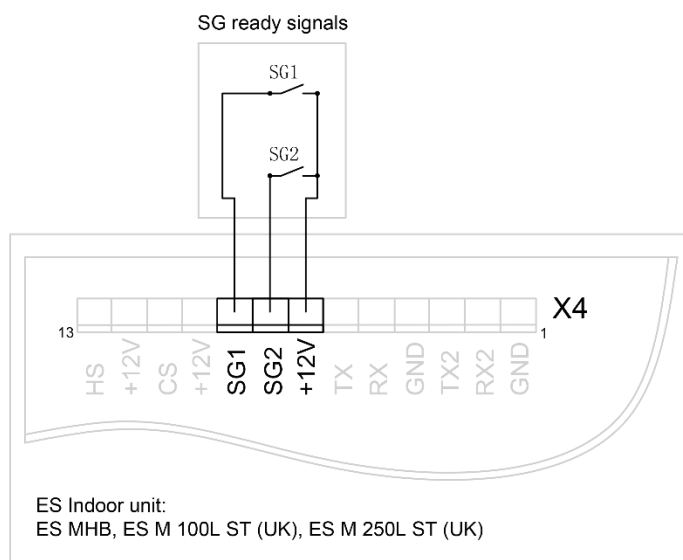 SG ready signals
SG1
SG2
X4
13
1
HS
+12V
CS
+12V
SG1
SG2
+12V
TX
RX
GND
TX2
RX2
GND
ES Indoor unit:
ES MHB, ES M 100L ST (UK), ES M 250L ST (UK)